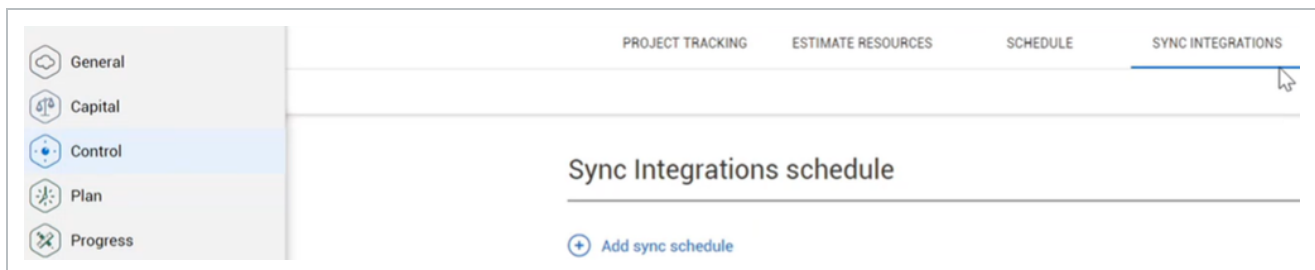 General
Capital
Control
Plan
Progress
PROJECT TRACKING ESTIMATE RESOURCES SCHEDULE SYNC INTEGRATIONS
Sync Integrations schedule
Add sync schedule